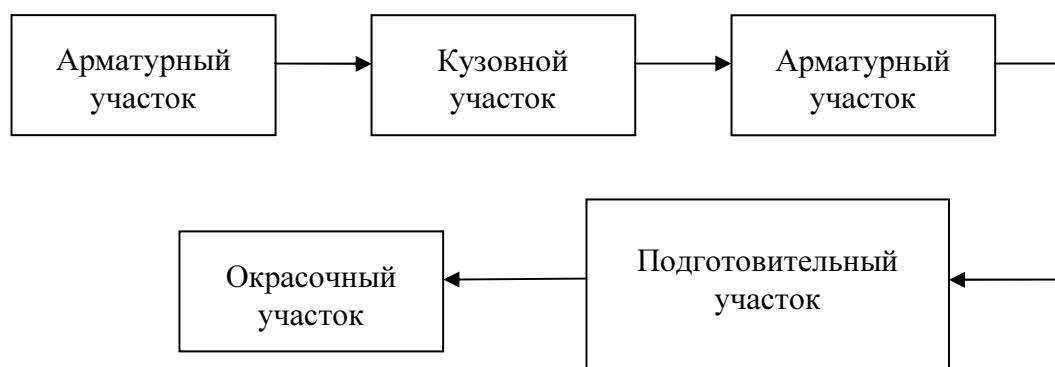 Арматурный
участок
Кузовной
участок
Арматурный
участок
Подготовительный
участок
Окрасочный
участок